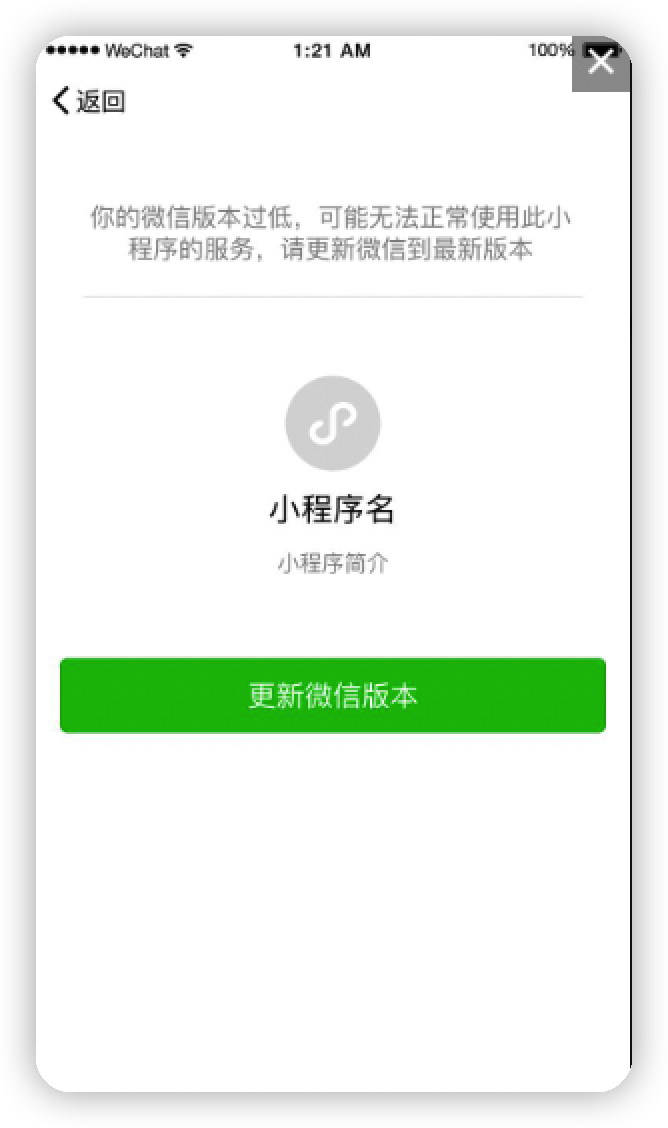 WeChat 1:21 AM 100%
返回
你的微信版本过低，可能无法正常使用此小
程序的服务，请更新微信到最新版本
小程序名
小程序简介
更新微信版本